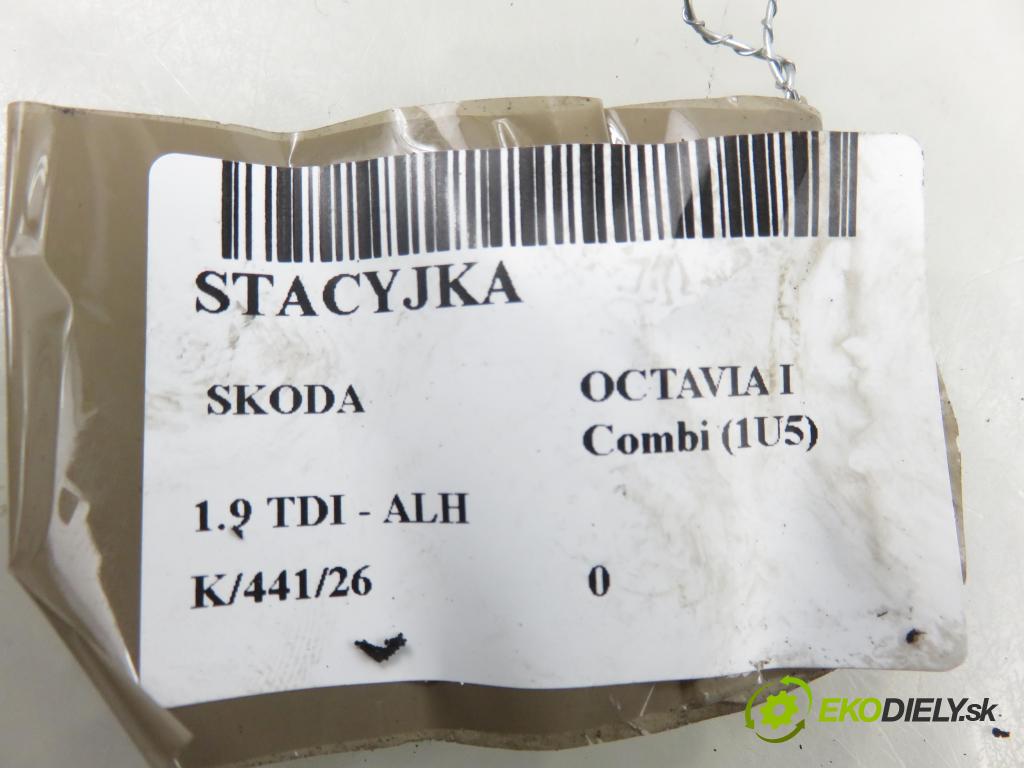 STACYJKA
SKODA
OCTAVIA I
Combi (1U5)
1.9 TDI - ALH
K/441/26
0
EKODIELY.sk